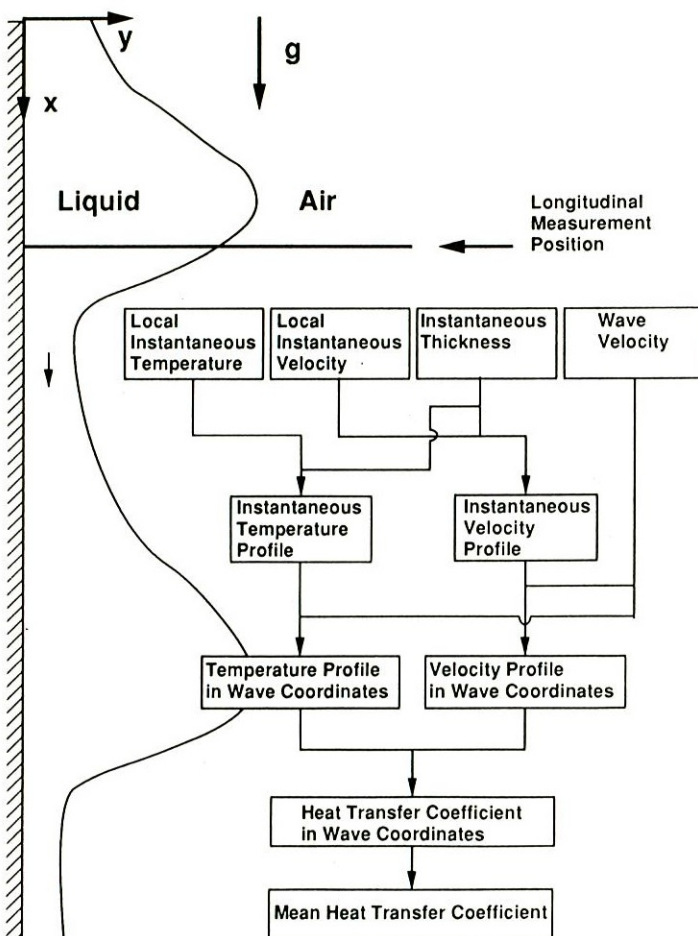 y
g
x
Liquid
Air
Longitudinal
Measurement
Position
Local
Instantaneous
Temperature
Local
Instantaneous
Velocity
Instantaneous
Thickness
Wave
Velocity
Instantaneous
Temperature
Profile
Instantaneous
Velocity
Profile
Temperature Profile
in Wave Coordinates
Velocity Profile
in Wave Coordinates
Heat Transfer Coefficient
in Wave Coordinates
Mean Heat Transfer Coefficient